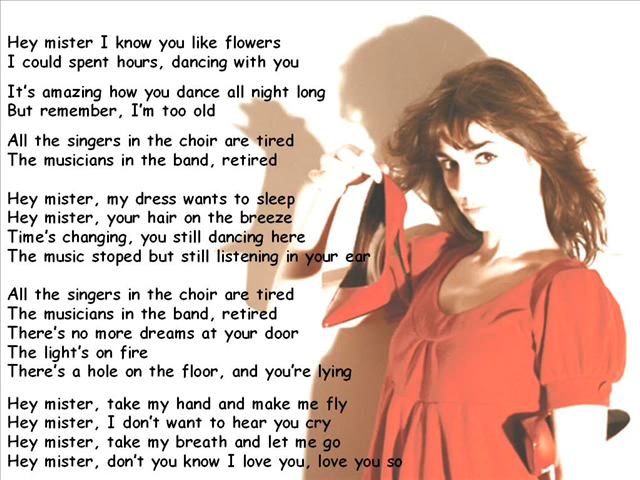 Hey mister I know you like flowers
I could spent hours, dancing with you
It's amazing how you dance all night long
But remember, I'm too old
All the singers in the choir are tired
The musicians in the band, retired
Hey mister, my dress wants to sleep
Hey mister, your hair on the breeze
Time's changing, you still dancing here
The music stoped but still listening in your ear
All the singers in the choir are tired
The musicians in the band, retired
There's no more dreams at your door
The light's on fire
There's a hole on the floor, and you're lying
Hey mister, take my hand and make me fly
Hey mister, I don't want to hear you cry
Hey mister, take my breath and let me go
Hey mister, don't you know I love you, love you so